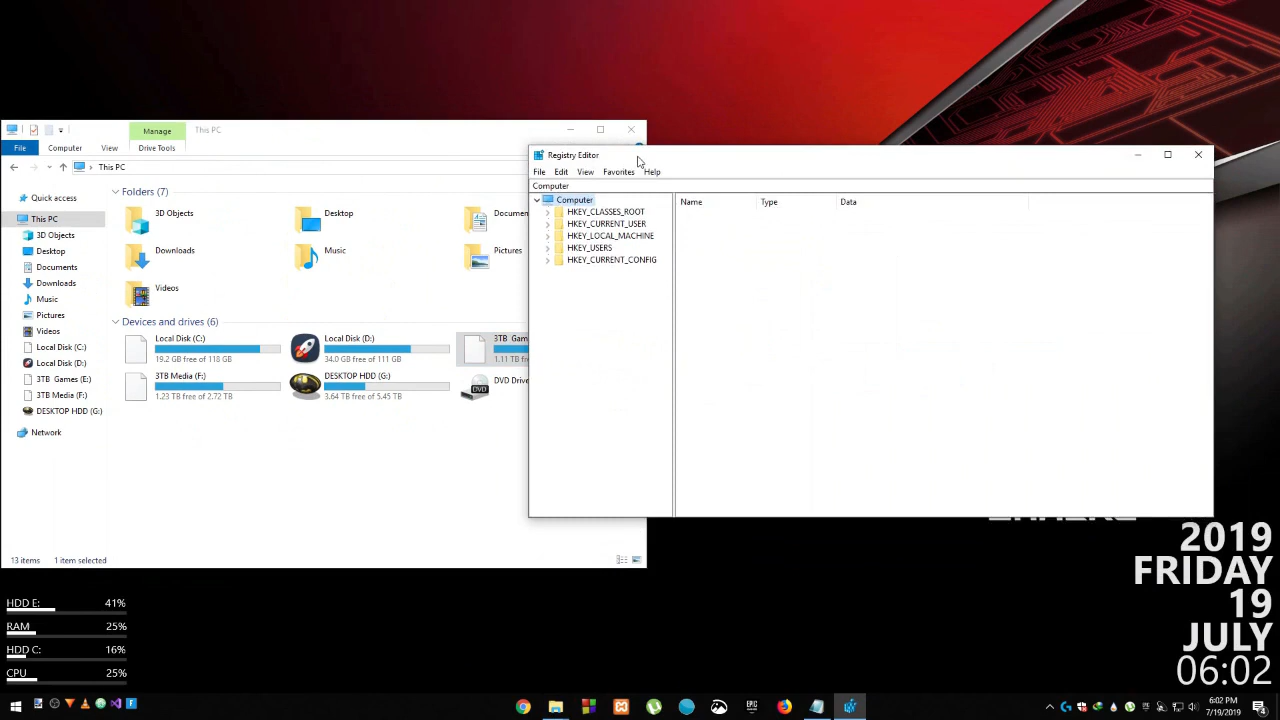 Manage
This PC
File
Computer
View
Drive Tools
This PC
Quick access
This PC
3D Objects
Desktop
Documents
Downloads
Music
Pictures
Videos
Local Disk (C:)
Local Disk (D:)
3TB Games (E:)
3TB Media (F:)
DESKTOP HDD (G:)
Network
Folders (7)
3D Objects
Desktop
Documen
Downloads
Music
Pictures
Videos
Devices and drives (6)
Local Disk (C:)
19.2 GB free of 118 GB
Local Disk (D:)
34.0 GB free of 111 GB
3TB Gam
1.11 TB fre
3TB Media (F:)
1.23 TB free of 2.72 TB
DESKTOP HDD (G:)
3.64 TB free of 5.45 TB
DVD
DVD Drive
13 items
1 item selected
Registry Editor
File
Edit
View
Favorites
Help
Computer
Computer
HKEY_CLASSES_ROOT
HKEY_CURRENT_USER
HKEY_LOCAL_MACHINE
HKEY_USERS
HKEY_CURRENT_CONFIG
Name
Type
Data
2019
FRIDAY
19
JULY
06:02
HDD E: 41%
RAM 25%
HDD C: 16%
CPU 25%
EPIC
6:02 PM
7/19/2019
4